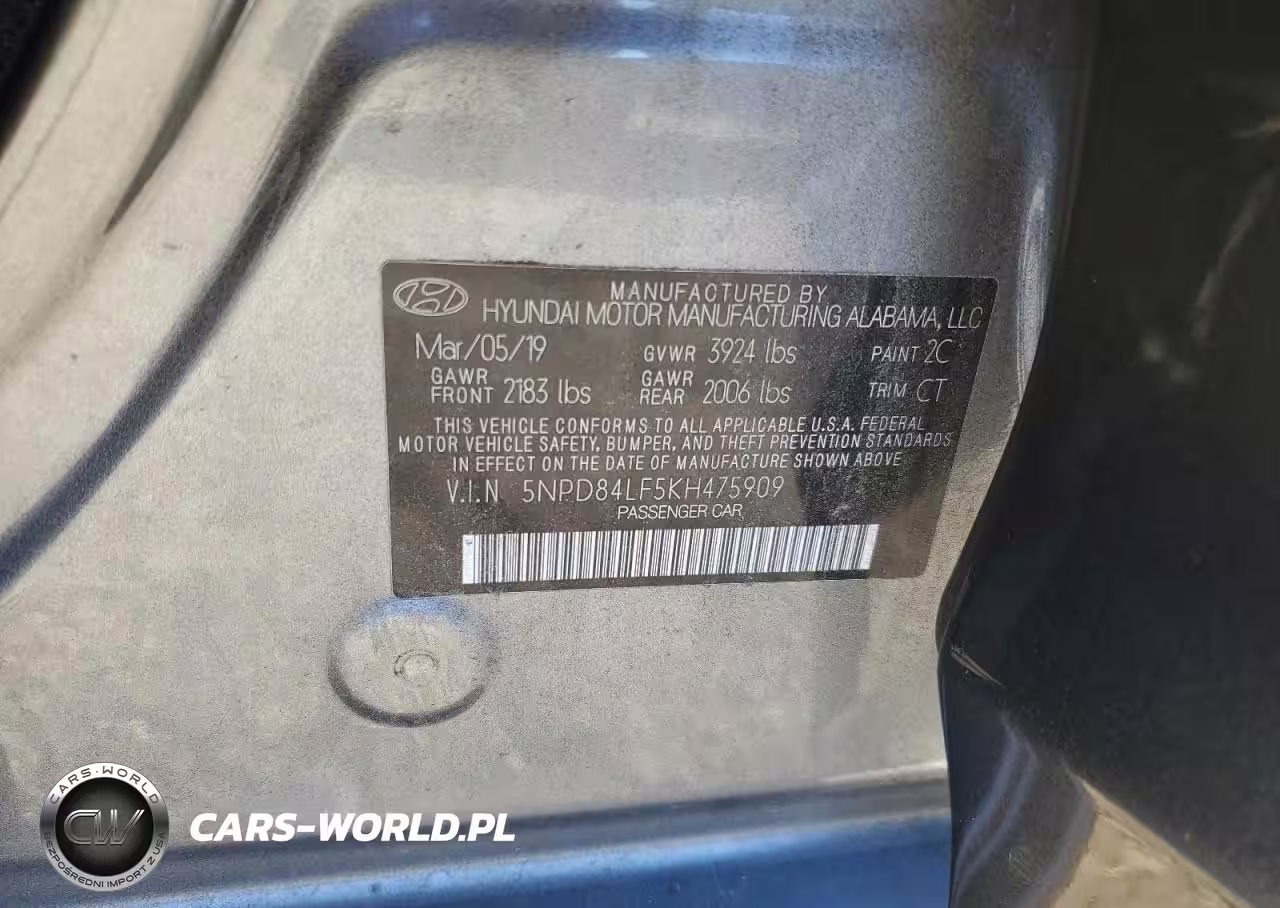 MANUFACTURED BY
HYUNDAI MOTOR MANUFACTURING ALABAMA, LLC
Mar/05/19 GVWR 3924 lbs PAINT 2C
GAWR FRONT 2183 lbs GAWR REAR 2006 lbs TRIM CT
THIS VEHICLE CONFORMS TO ALL APPLICABLE U.S.A. FEDERAL
MOTOR VEHICLE SAFETY, BUMPER, AND THEFT PREVENTION STANDARDS
IN EFFECT ON THE DATE OF MANUFACTURE SHOWN ABOVE
V.I.N 5NPD84LF5KH475909
PASSENGER CAR
CARS-WORLD
CW
BEZPOŚREDNI IMPORT Z USA
CARS-WORLD.PL